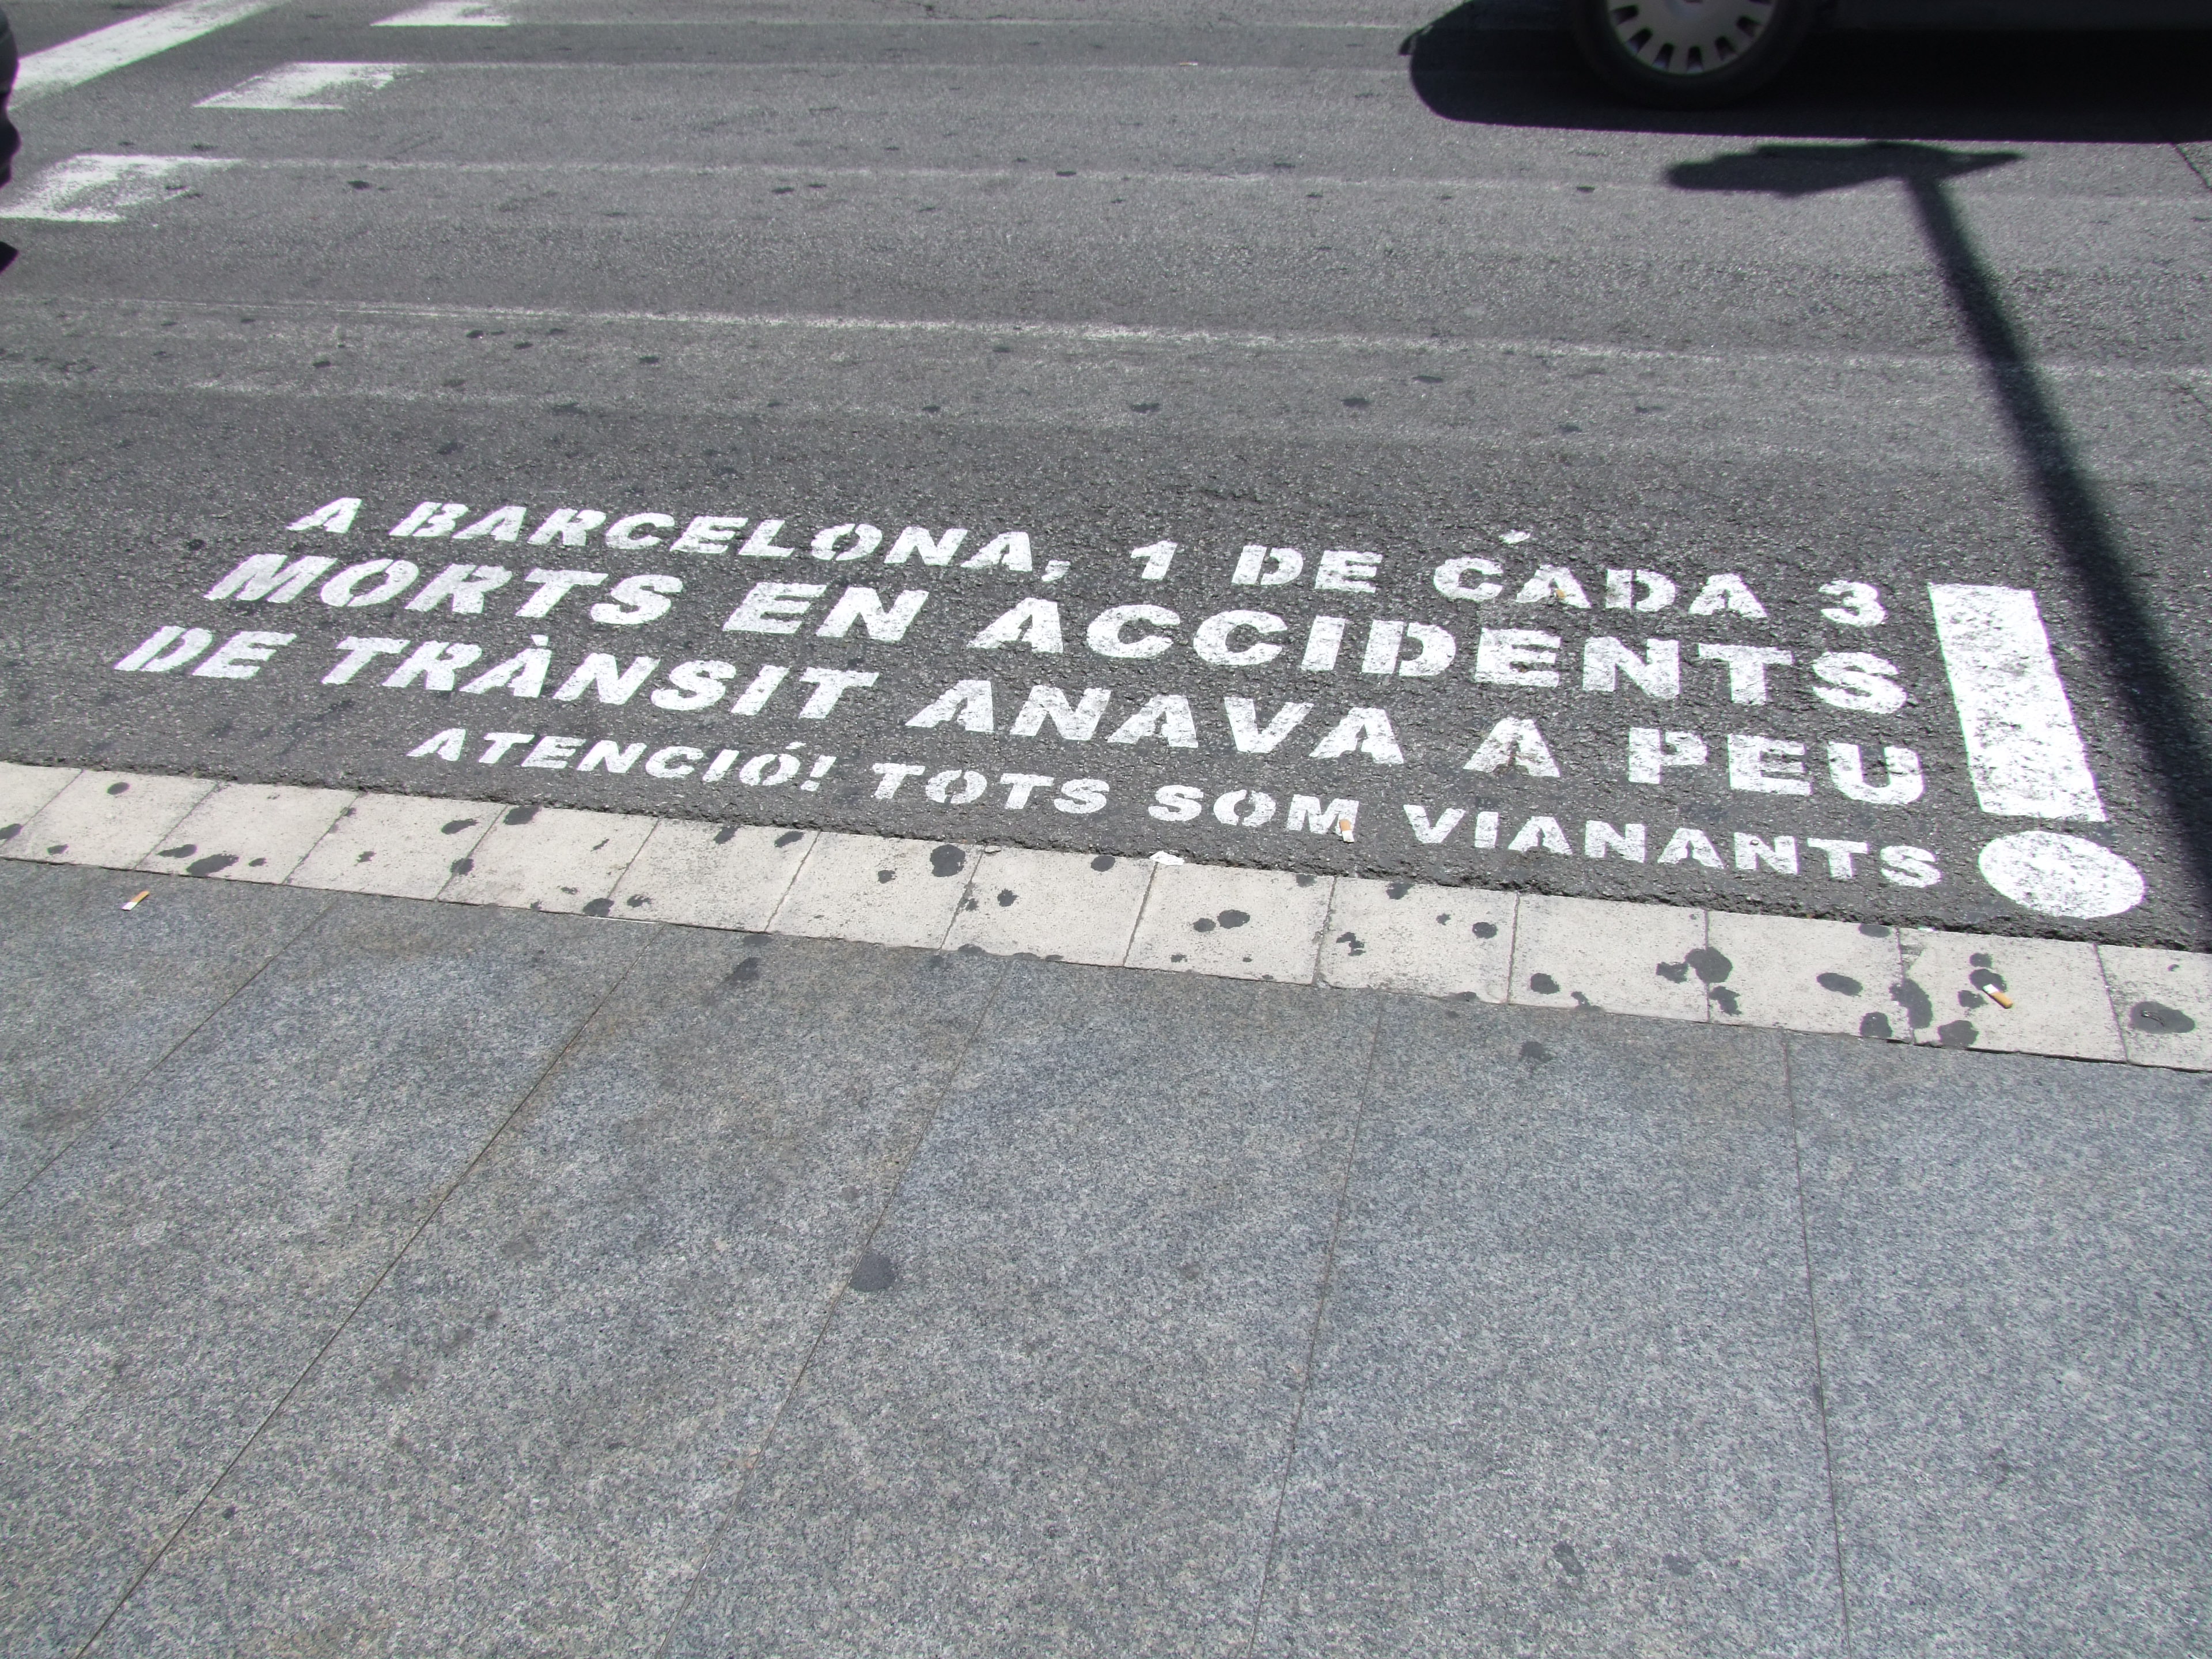 A BARCELONA, 1 DE CADA 3
MORTS EN ACCIDENTS
DE TRÀNSIT ANAVA A PEU
ATENCIÓ! TOTS SOM VIANANTS
!